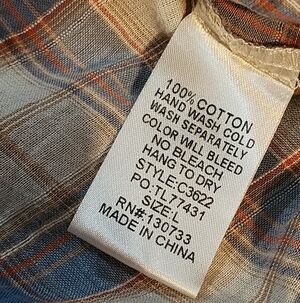 100% COTTON
HAND WASH COLD
WASH SEPARATELY
COLOR WILL BLEED
NO BLEACH
HANG TO DRY
STYLE:C3622
PO:TL77431
SIZE:L
RN#:130733
MADE IN CHINA